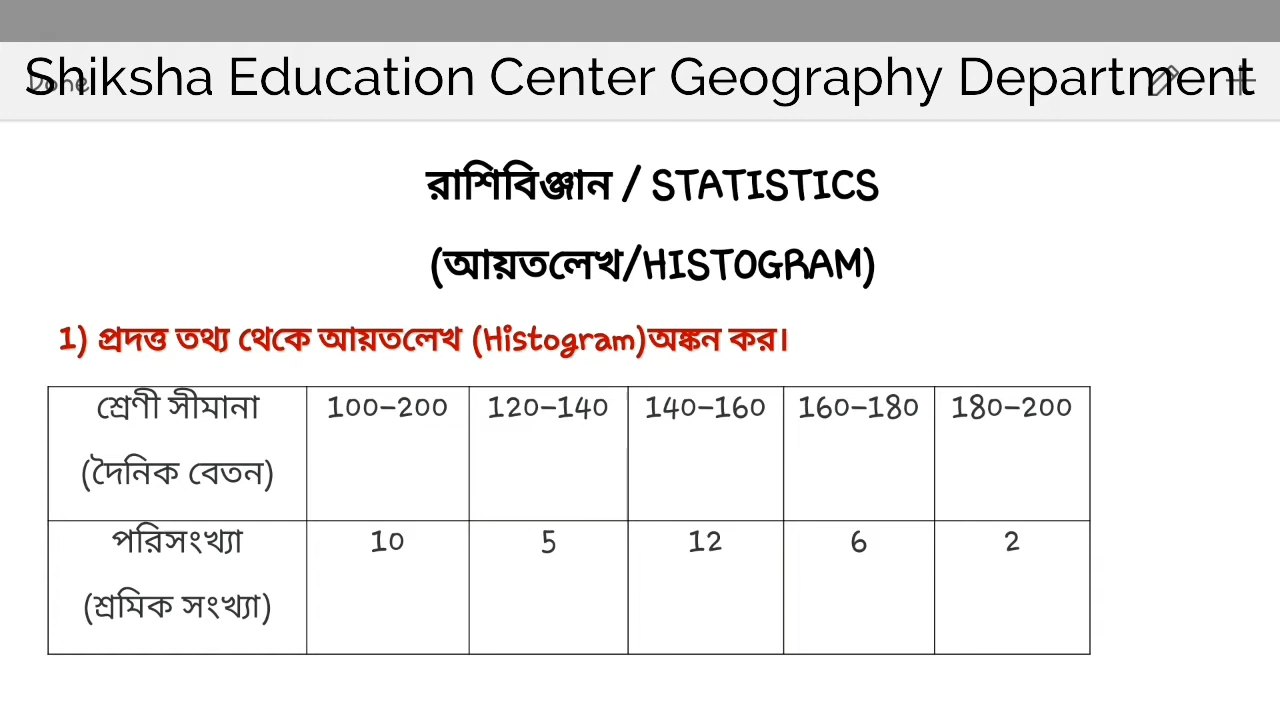 Shiksha Education Center Geography Department
Done
রাশিবিজ্ঞান / STATISTICS
(আয়তলেখ/HISTOGRAM)
1) প্রদত্ত তথ্য থেকে আয়তলেখ (Histogram)অঙ্কন কর।
শ্রেণী সীমানা (দৈনিক বেতন) 100-200 120-140 140-160 160-180 180-200
পরিসংখ্যা (শ্রমিক সংখ্যা) 10 5 12 6 2